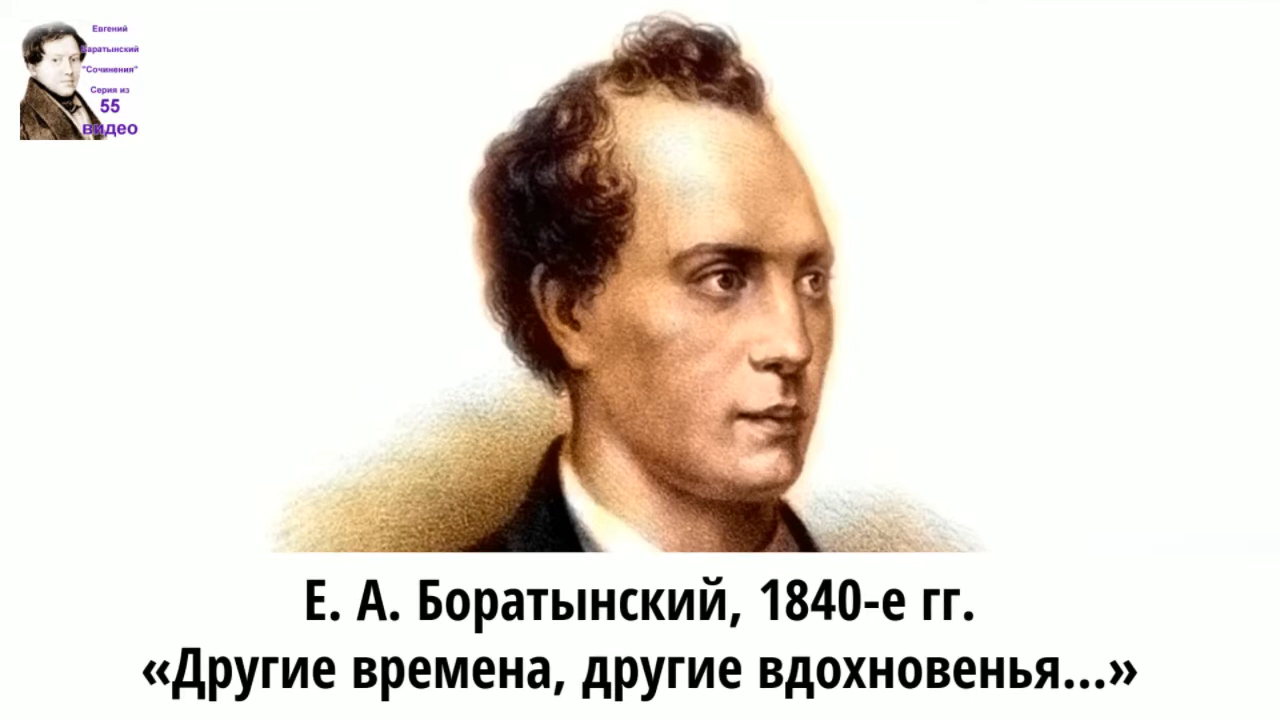 Евгений
Баратынский
"Сочинения"
Серия из
55
видео
Е. А. Боратынский, 1840-е гг.
«Другие времена, другие вдохновенья...»